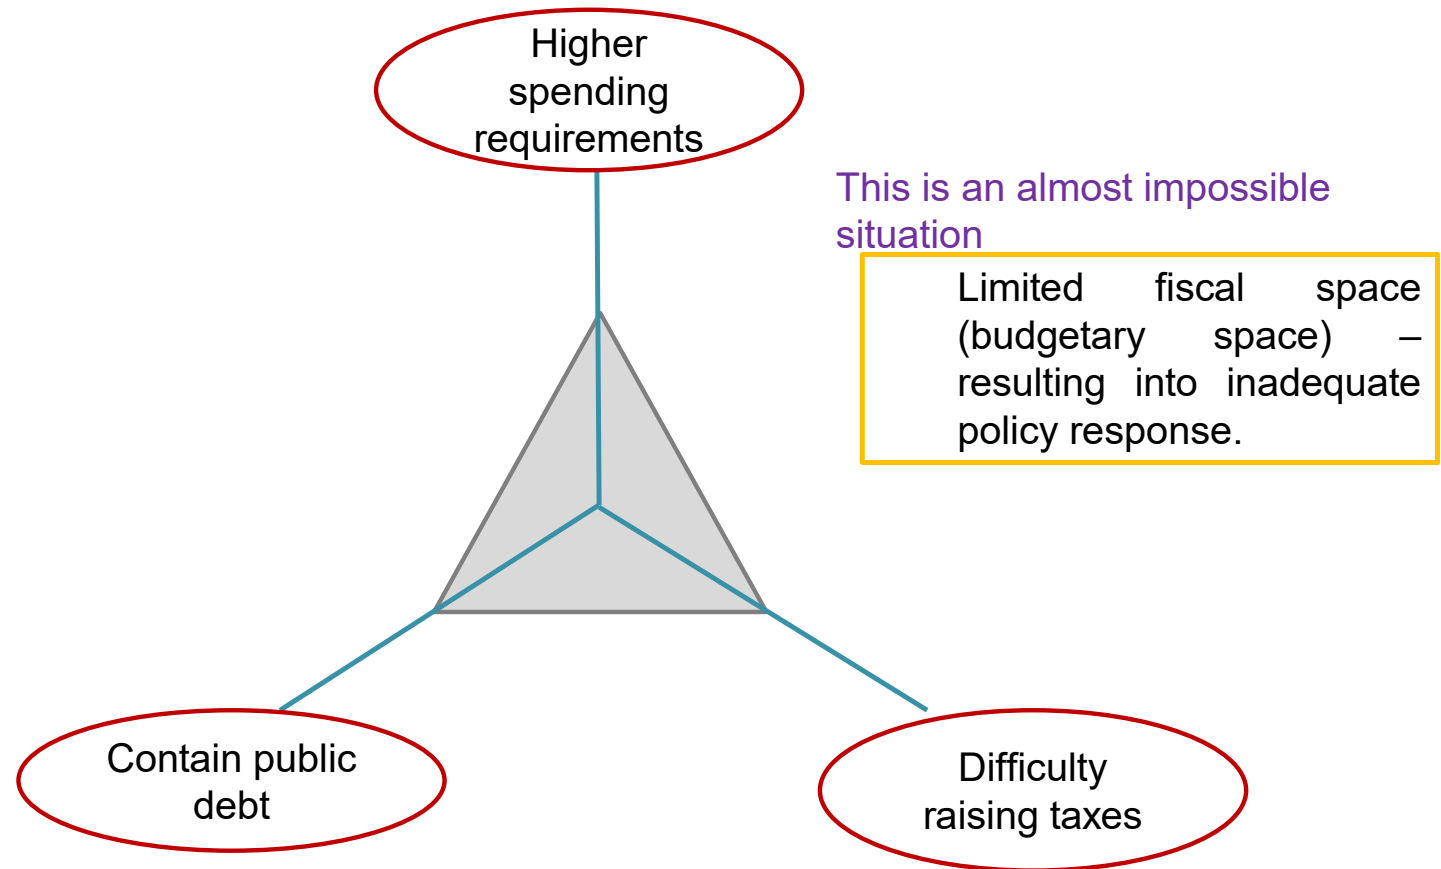 Higher
spending
requirements
This is an almost impossible
situation
Limited fiscal space
(budgetary space) –
resulting into inadequate
policy response.
Contain public
debt
Difficulty
raising taxes